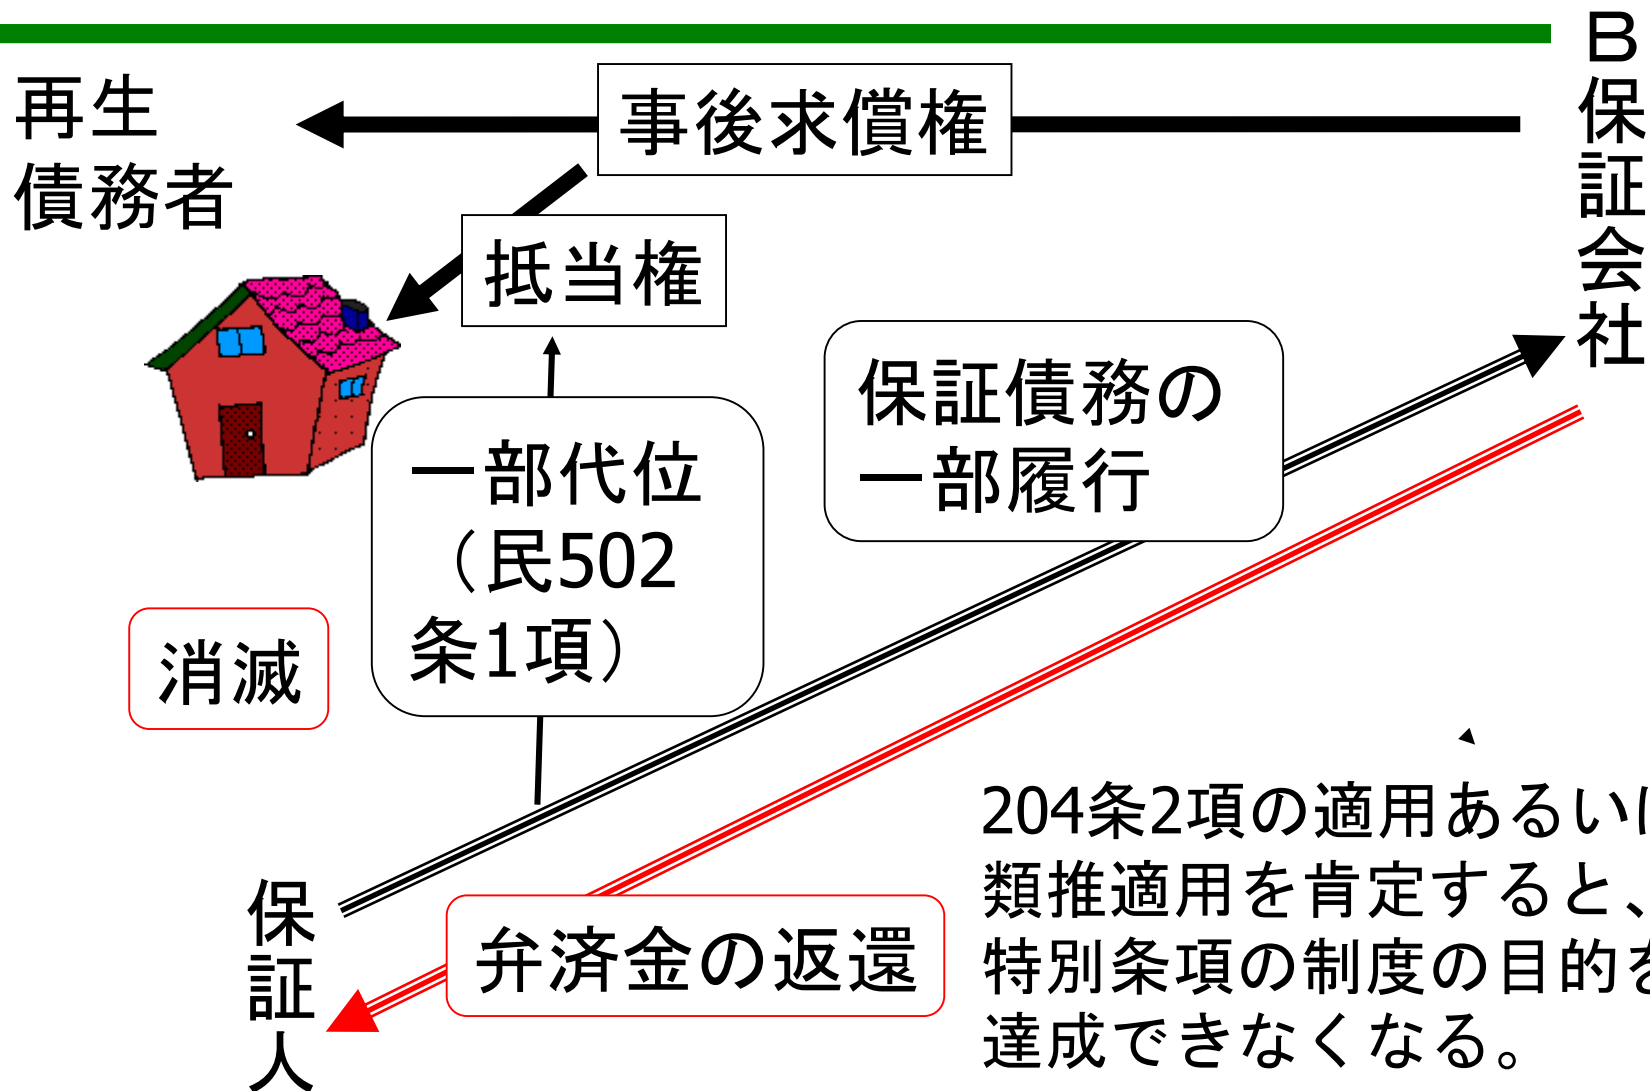 再生
債務者
事後求償権
B保証会社
抵当権
保証債務の
一部履行
一部代位
（民502
条1項）
消滅
保証人
弁済金の返還
204条2項の適用あるいは
類推適用を肯定すると、
特別条項の制度の目的を
達成できなくなる。